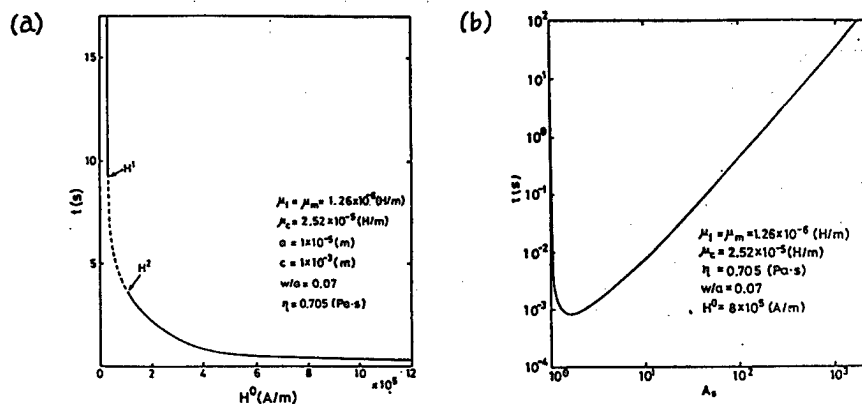 (a)
15
10
5
t(s)
H¹
H²
μ₁ = μₘ = 1.26×10⁻⁶(H/m)
μ꜀ = 2.52×10⁻⁵(H/m)
a = 1×10⁻⁵(m)
c = 1×10⁻³(m)
w/a = 0.07
η = 0.705(Pa·s)
0 2 4 6 8 10 12
×10⁵
H⁰(A/m)
(b)
10²
10¹
10⁰
10⁻¹
10⁻²
10⁻³
10⁻⁴
t(s)
μ₁ = μₘ = 1.26×10⁻⁶ (H/m)
μ꜀ = 2.52×10⁻⁵ (H/m)
η = 0.705 (Pa·s)
w/a = 0.07
H⁰ = 8×10⁵ (A/m)
10⁰ 10¹ 10² 10³
Aₛ